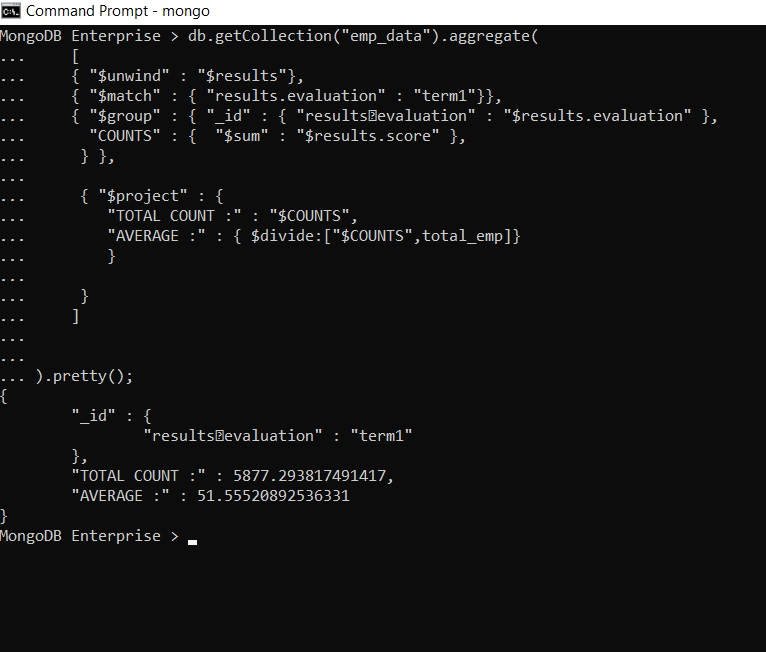 Command Prompt - mongo
MongoDB Enterprise > db.getCollection("emp_data").aggregate(
...     [
...     { "$unwind" : "$results"},
...     { "$match" : { "results.evaluation" : "term1"}},
...     { "$group" : { "_id" : { "results⍰evaluation" : "$results.evaluation" },
...       "COUNTS" : {  "$sum" : "$results.score" },
...      } },
...
...      { "$project" : {
...         "TOTAL COUNT :" : "$COUNTS",
...         "AVERAGE :" : { $divide:["$COUNTS",total_emp]}
...         }
...
...      }
...     ]
...
...
... ).pretty();
{
        "_id" : {
                "results⍰evaluation" : "term1"
        },
        "TOTAL COUNT :" : 5877.293817491417,
        "AVERAGE :" : 51.55520892536331
}
MongoDB Enterprise >